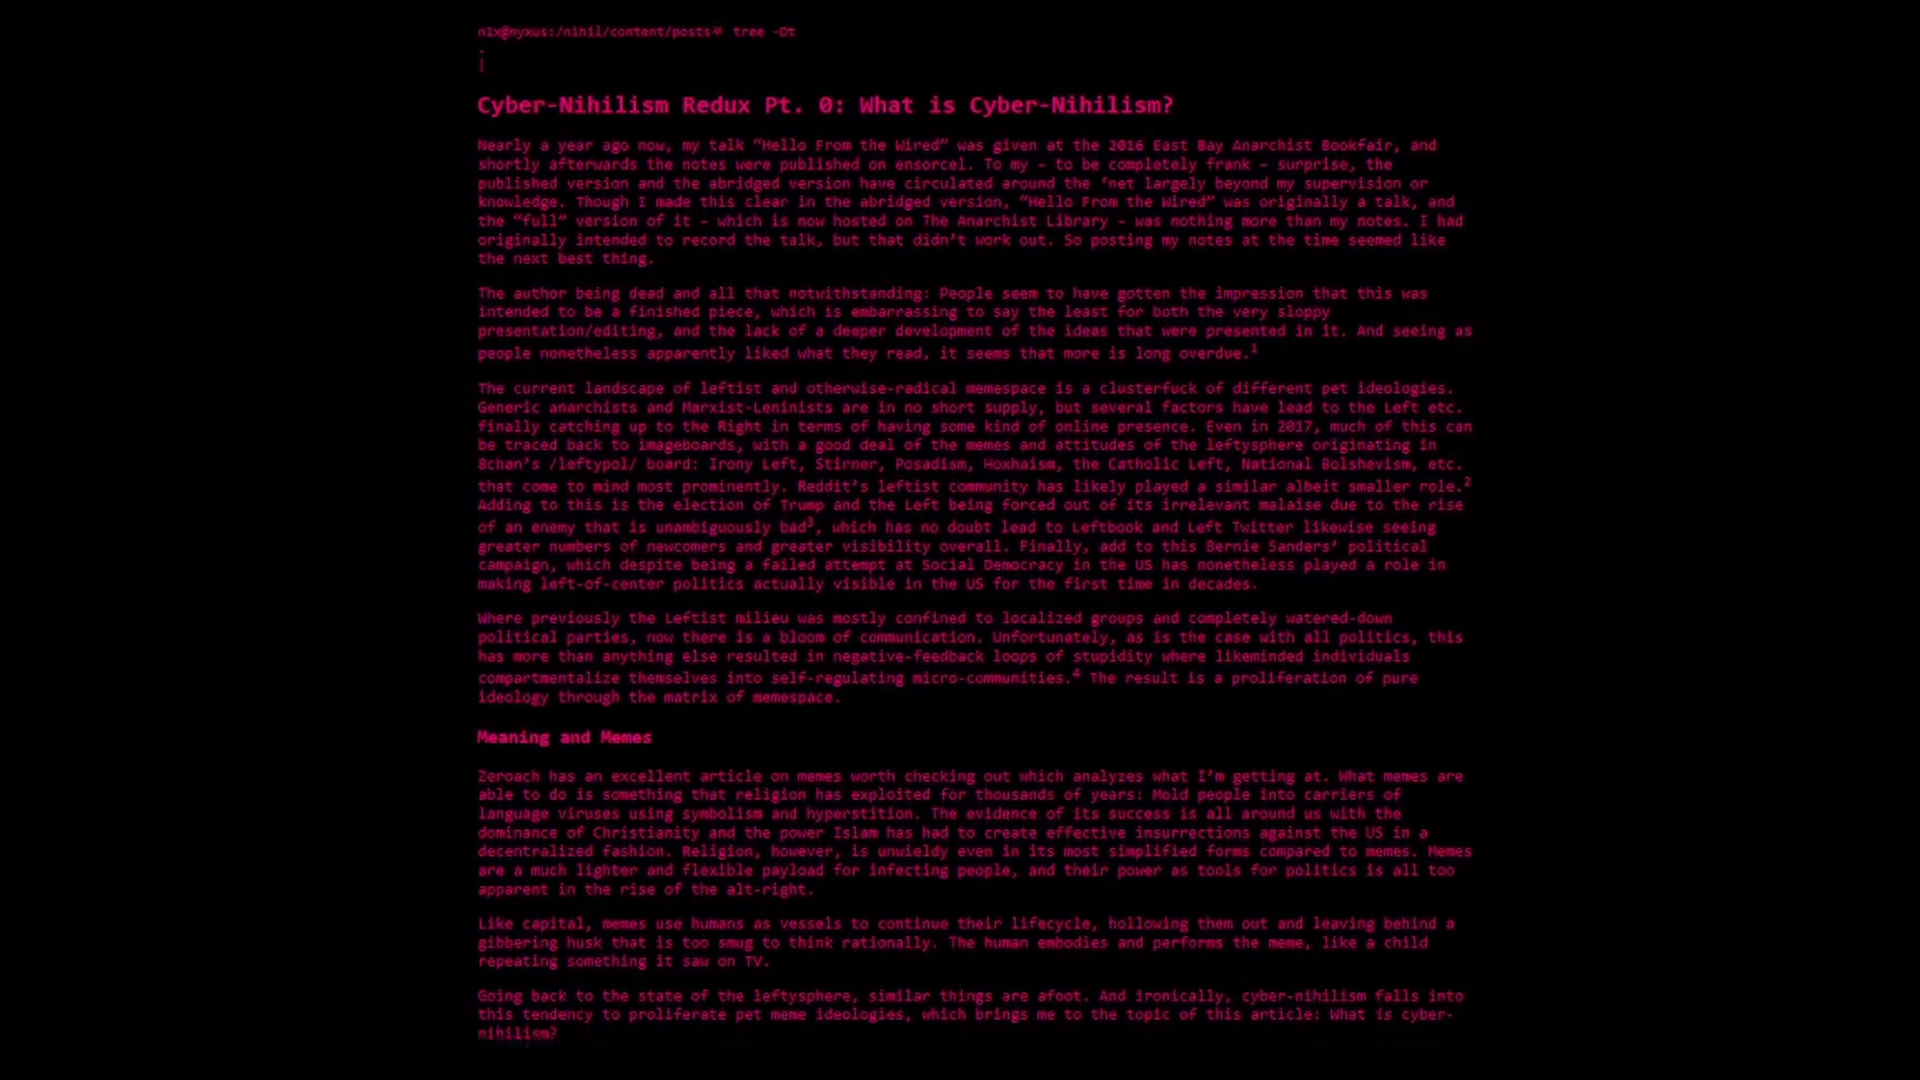 n1x@nyxus:/nihil/content/posts# tree -Dt
.
|
Cyber-Nihilism Redux Pt. 0: What is Cyber-Nihilism?
Nearly a year ago now, my talk “Hello From the Wired” was given at the 2016 East Bay Anarchist Bookfair, and
shortly afterwards the notes were published on ensorcel. To my – to be completely frank – surprise, the
published version and the abridged version have circulated around the ‘net largely beyond my supervision or
knowledge. Though I made this clear in the abridged version, “Hello From the Wired” was originally a talk, and
the “full” version of it – which is now hosted on The Anarchist Library – was nothing more than my notes. I had
originally intended to record the talk, but that didn’t work out. So posting my notes at the time seemed like
the next best thing.
The author being dead and all that notwithstanding: People seem to have gotten the impression that this was
intended to be a finished piece, which is embarrassing to say the least for both the very sloppy
presentation/editing, and the lack of a deeper development of the ideas that were presented in it. And seeing as
people nonetheless apparently liked what they read, it seems that more is long overdue.1
The current landscape of leftist and otherwise-radical memespace is a clusterfuck of different pet ideologies.
Generic anarchists and Marxist-Leninists are in no short supply, but several factors have lead to the Left etc.
finally catching up to the Right in terms of having some kind of online presence. Even in 2017, much of this can
be traced back to imageboards, with a good deal of the memes and attitudes of the leftysphere originating in
8chan’s /leftypol/ board: Irony Left, Stirner, Posadism, Hoxhaism, the Catholic Left, National Bolshevism, etc.
that come to mind most prominently. Reddit’s leftist community has likely played a similar albeit smaller role.2
Adding to this is the election of Trump and the Left being forced out of its irrelevant malaise due to the rise
of an enemy that is unambiguously bad3, which has no doubt lead to Leftbook and Left Twitter likewise seeing
greater numbers of newcomers and greater visibility overall. Finally, add to this Bernie Sanders’ political
campaign, which despite being a failed attempt at Social Democracy in the US has nonetheless played a role in
making left-of-center politics actually visible in the US for the first time in decades.
Where previously the Leftist milieu was mostly confined to localized groups and completely watered-down
political parties, now there is a bloom of communication. Unfortunately, as is the case with all politics, this
has more than anything else resulted in negative-feedback loops of stupidity where likeminded individuals
compartmentalize themselves into self-regulating micro-communities.4 The result is a proliferation of pure
ideology through the matrix of memespace.
Meaning and Memes
Zeroach has an excellent article on memes worth checking out which analyzes what I’m getting at. What memes are
able to do is something that religion has exploited for thousands of years: Mold people into carriers of
language viruses using symbolism and hyperstition. The evidence of its success is all around us with the
dominance of Christianity and the power Islam has had to create effective insurrections against the US in a
decentralized fashion. Religion, however, is unwieldy even in its most simplified forms compared to memes. Memes
are a much lighter and flexible payload for infecting people, and their power as tools for politics is all too
apparent in the rise of the alt-right.
Like capital, memes use humans as vessels to continue their lifecycle, hollowing them out and leaving behind a
gibbering husk that is too smug to think rationally. The human embodies and performs the meme, like a child
repeating something it saw on TV.
Going back to the state of the leftysphere, similar things are afoot. And ironically, cyber-nihilism falls into
this tendency to proliferate pet meme ideologies, which brings me to the topic of this article: What is cyber-
nihilism?